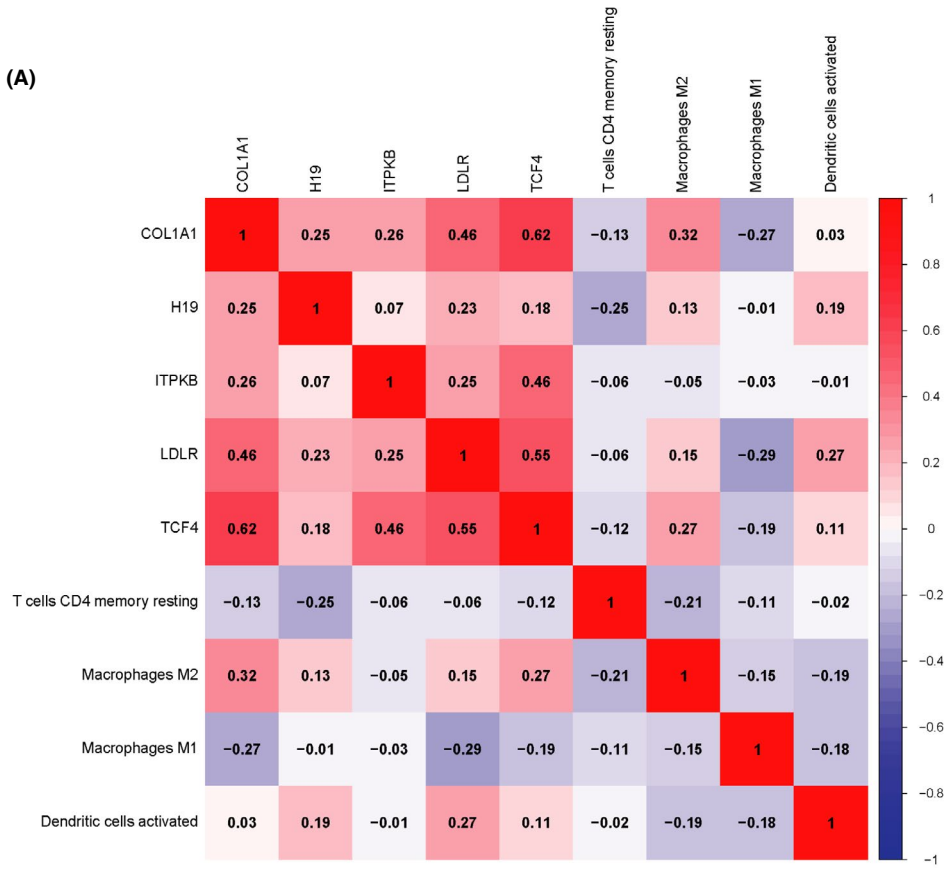 (A)
COL1A1 H19 ITPKB LDLR TCF4 T cells CD4 memory resting Macrophages M2 Macrophages M1 Dendritic cells activated
COL1A1 1 0.25 0.26 0.46 0.62 −0.13 0.32 −0.27 0.03
H19 0.25 1 0.07 0.23 0.18 −0.25 0.13 −0.01 0.19
ITPKB 0.26 0.07 1 0.25 0.46 −0.06 −0.05 −0.03 −0.01
LDLR 0.46 0.23 0.25 1 0.55 −0.06 0.15 −0.29 0.27
TCF4 0.62 0.18 0.46 0.55 1 −0.12 0.27 −0.19 0.11
T cells CD4 memory resting −0.13 −0.25 −0.06 −0.06 −0.12 1 −0.21 −0.11 −0.02
Macrophages M2 0.32 0.13 −0.05 0.15 0.27 −0.21 1 −0.15 −0.19
Macrophages M1 −0.27 −0.01 −0.03 −0.29 −0.19 −0.11 −0.15 1 −0.18
Dendritic cells activated 0.03 0.19 −0.01 0.27 0.11 −0.02 −0.19 −0.18 1
1
0.8
0.6
0.4
0.2
0
−0.2
−0.4
−0.6
−0.8
−1